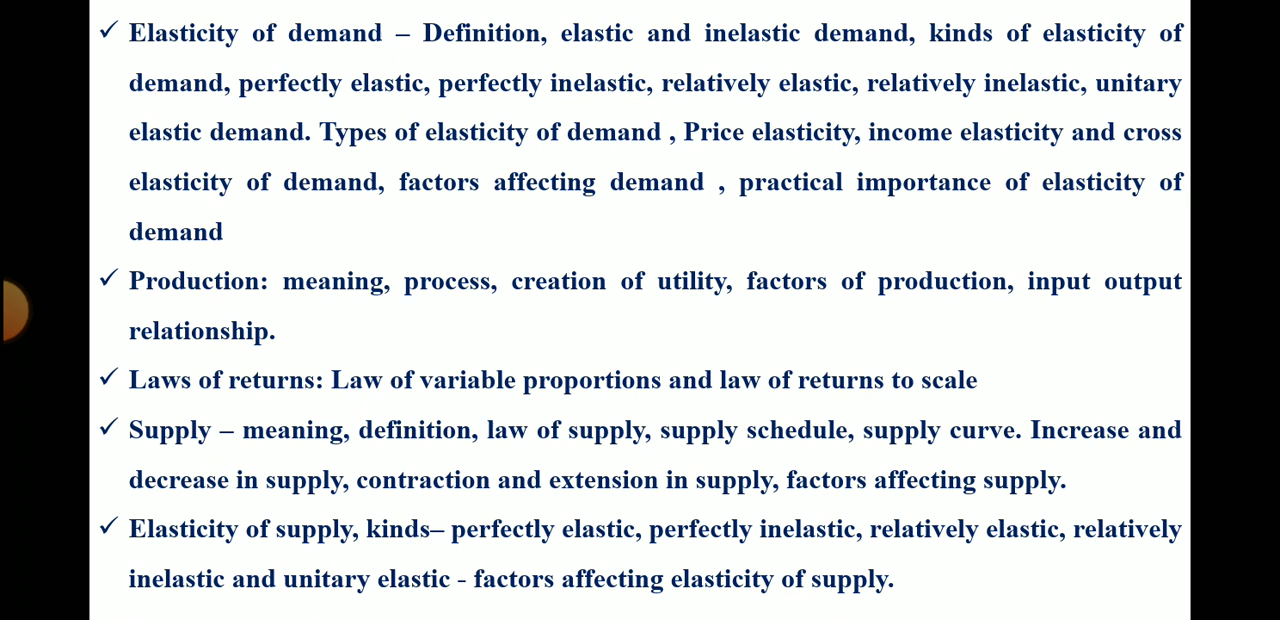 ✓ Elasticity of demand – Definition, elastic and inelastic demand, kinds of elasticity of
demand, perfectly elastic, perfectly inelastic, relatively elastic, relatively inelastic, unitary
elastic demand. Types of elasticity of demand , Price elasticity, income elasticity and cross
elasticity of demand, factors affecting demand , practical importance of elasticity of
demand
✓ Production: meaning, process, creation of utility, factors of production, input output
relationship.
✓ Laws of returns: Law of variable proportions and law of returns to scale
✓ Supply – meaning, definition, law of supply, supply schedule, supply curve. Increase and
decrease in supply, contraction and extension in supply, factors affecting supply.
✓ Elasticity of supply, kinds– perfectly elastic, perfectly inelastic, relatively elastic, relatively
inelastic and unitary elastic - factors affecting elasticity of supply.